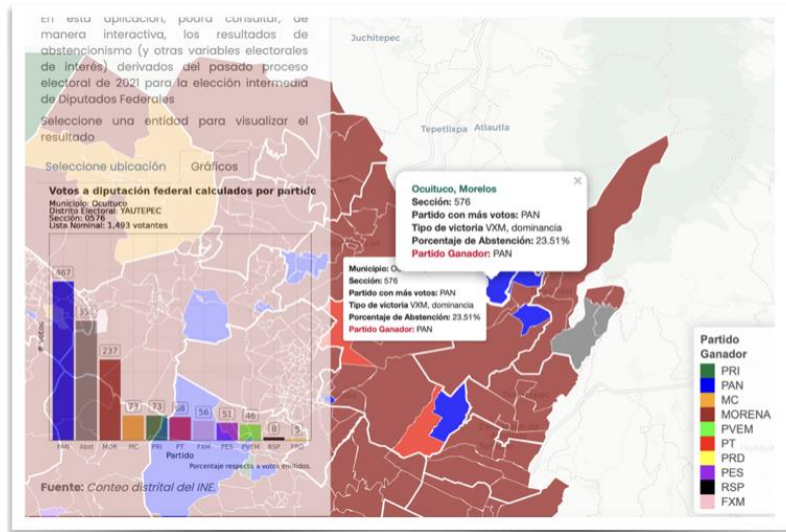 En esta aplicación, podrá consultar, de
manera interactiva, los resultados de
abstencionismo (y otras variables electorales
de interés) derivados del pasado proceso
electoral de 2021 para la elección intermedia
de Diputados Federales
Seleccione una entidad para visualizar el
resultado
Seleccione ubicación
Gráficos
Votos a diputación federal calculados por partido
Municipio: Ocuituco
Distrito Electoral: YAUTEPEC
Sección: 0576
Lista Nominal: 1,493 votantes
# Votos
467
35
237
73
73
68
56
51
46
8
5
PAN
Abst.
MOR
MC
PRI
PT
FXM
PES
PVEM
RSP
PRD
Partido
Porcentaje respecto a votos emitidos.
Fuente: Conteo distrital del INE.
Juchitepec
Tepetlixpa
Atlautla
×
Ocuituco, Morelos
Sección: 576
Partido con más votos: PAN
Tipo de victoria VXM, dominancia
Porcentaje de Abstención: 23.51%
Partido Ganador: PAN
Municipio: Oc
Sección: 576
Partido con más votos: PAN
Tipo de victoria VXM, dominancia
Porcentaje de Abstención: 23.51%
Partido Ganador: PAN
Partido
Ganador
PRI
PAN
MC
MORENA
PVEM
PT
PRD
PES
RSP
FXM